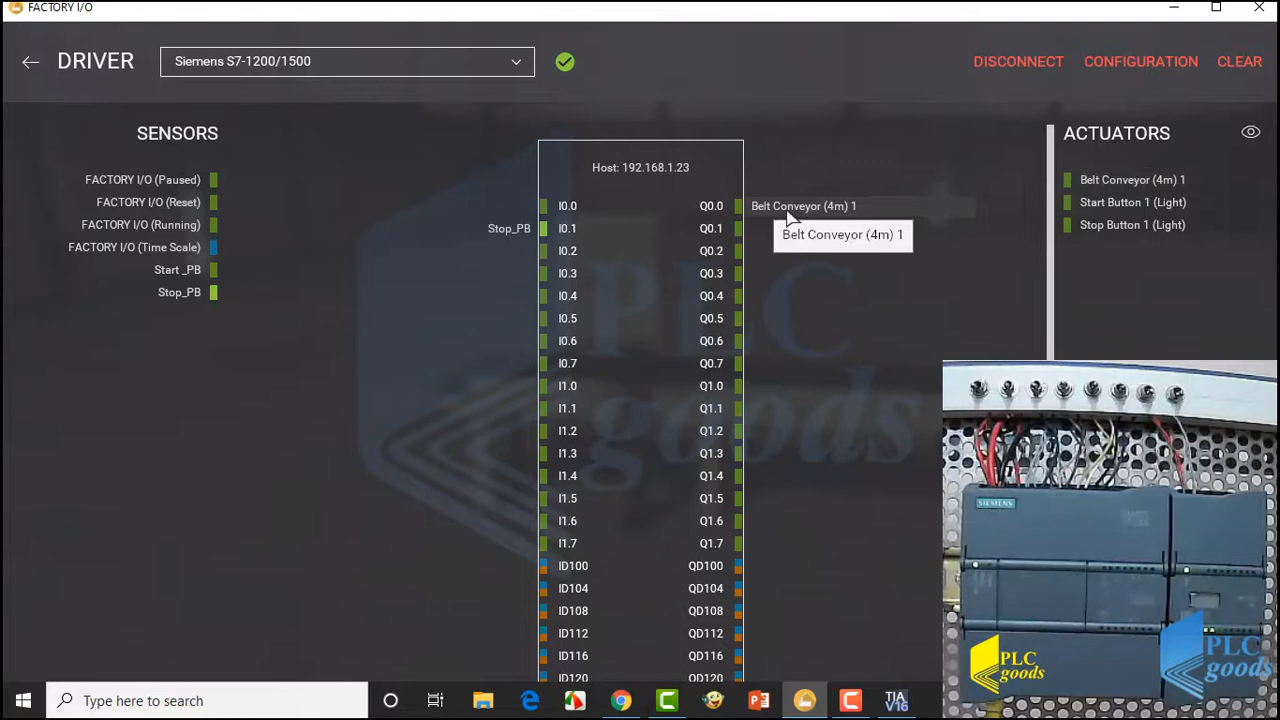 FACTORY I/O
DRIVER
Siemens S7-1200/1500
DISCONNECT
CONFIGURATION
CLEAR
SENSORS
FACTORY I/O (Paused)
FACTORY I/O (Reset)
FACTORY I/O (Running)
FACTORY I/O (Time Scale)
Start _PB
Stop_PB
Host: 192.168.1.23
I0.0 Q0.0 Belt Conveyor (4m) 1
Stop_PB I0.1 Q0.1
Belt Conveyor (4m) 1
I0.2 Q0.2
I0.3 Q0.3
I0.4 Q0.4
I0.5 Q0.5
I0.6 Q0.6
I0.7 Q0.7
I1.0 Q1.0
I1.1 Q1.1
I1.2 Q1.2
I1.3 Q1.3
I1.4 Q1.4
I1.5 Q1.5
I1.6 Q1.6
I1.7 Q1.7
ID100 QD100
ID104 QD104
ID108 QD108
ID112 QD112
ID116 QD116
ID120 QD120
ACTUATORS
Belt Conveyor (4m) 1
Start Button 1 (Light)
Stop Button 1 (Light)
PLC
goods
SIEMENS
PLC
goods
PLC
goods
Type here to search
TIA
V16